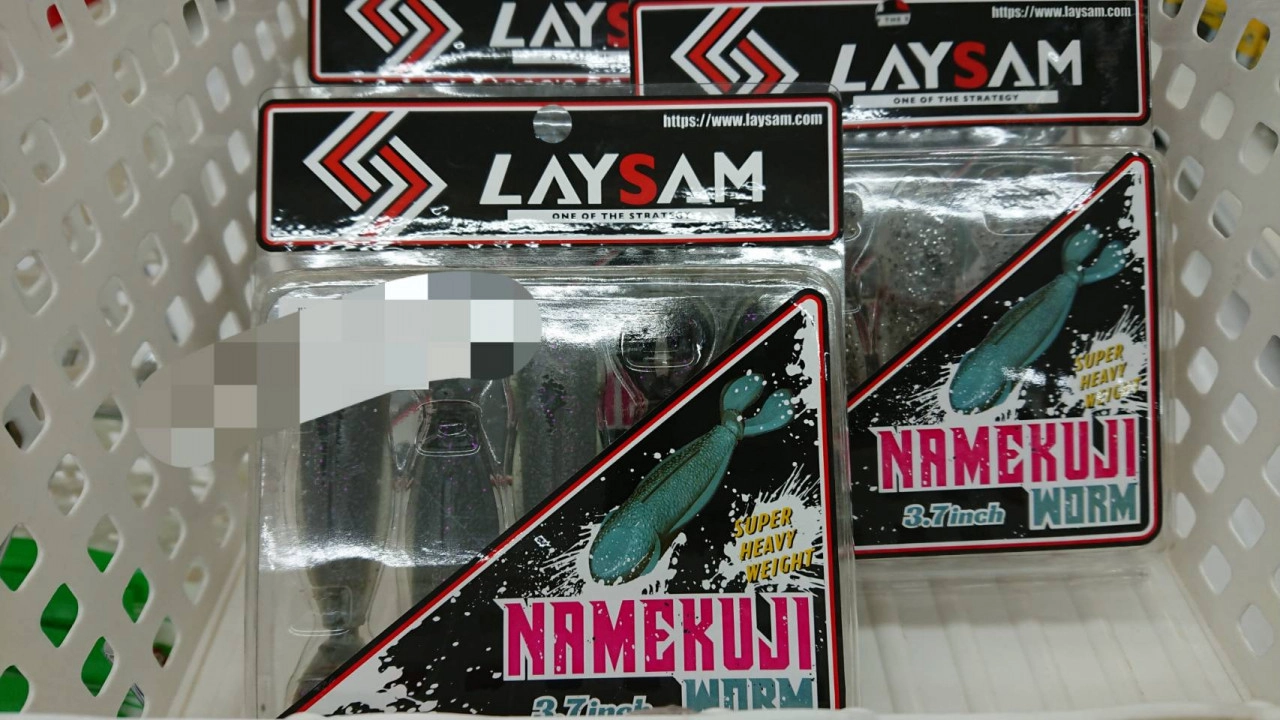 LAYS
https://www.laysam.com
LAYSAM
ONE OF THE STRATEGY
https://www.laysam.com
LAYSAM
ONE OF THE STRATEGY
SUPER
HEAVY
WEIGHT
NAMEKUJI
3.7inch WORM
SUPER
HEAVY
WEIGHT
NAMEKUJI
3.7inch WORM